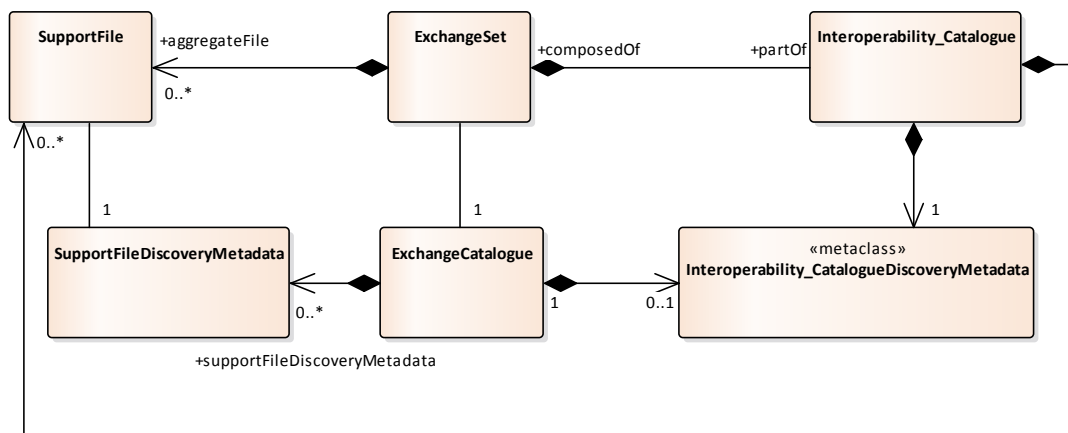 SupportFile
ExchangeSet
Interoperability_Catalogue
+aggregateFile
+composedOf
+partOf
0..*
0..*
1
1
1
SupportFileDiscoveryMetadata
ExchangeCatalogue
«metaclass»
Interoperability_CatalogueDiscoveryMetadata
0..*
1
0..1
+supportFileDiscoveryMetadata